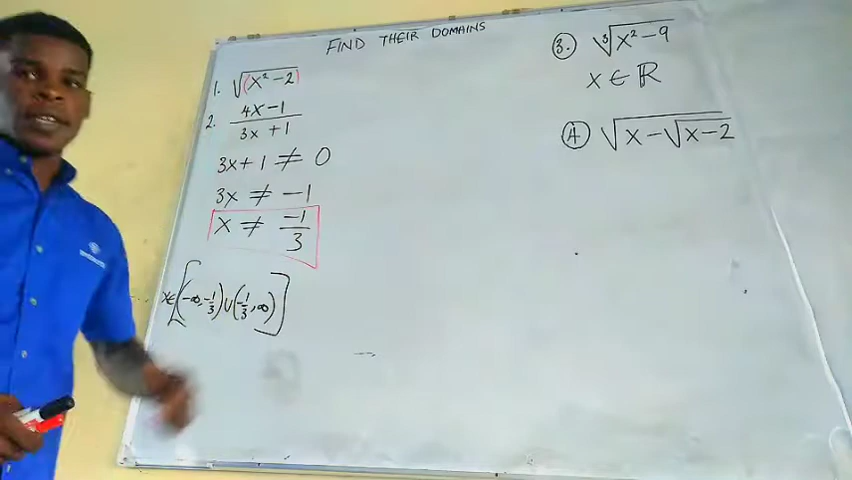 FIND THEIR DOMAINS
1. √(x² - 2)
2. (4x - 1)/(3x + 1)
3x + 1 ≠ 0
3x ≠ -1
x ≠ -1/3
x ∈ [(-∞, -1/3) ∪ (-1/3, ∞)]
3. ∛(x² - 9)
x ∈ ℝ
4. √(x - √(x - 2))